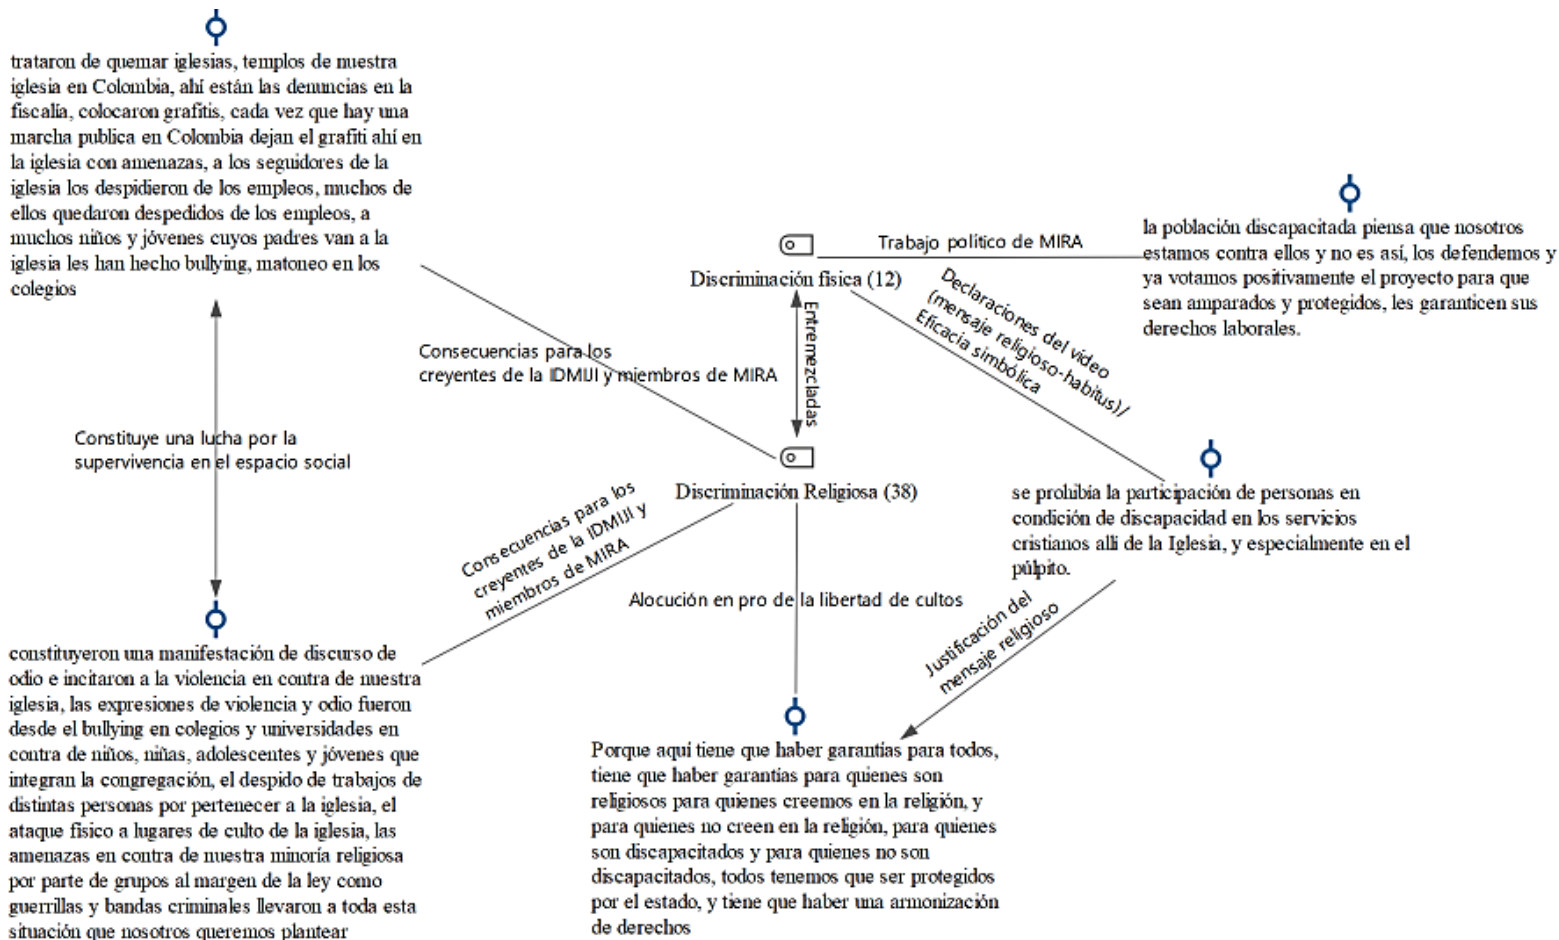 trataron de quemar iglesias, templos de nuestra
iglesia en Colombia, ahí están las denuncias en la
fiscalía, colocaron grafitis, cada vez que hay una
marcha publica en Colombia dejan el grafiti ahí en
la iglesia con amenazas, a los seguidores de la
iglesia los despidieron de los empleos, muchos de
ellos quedaron despedidos de los empleos, a
muchos niños y jóvenes cuyos padres van a la
iglesia les han hecho bullying, matoneo en los
colegios
Trabajo político de MIRA
la población discapacitada piensa que nosotros
estamos contra ellos y no es así, los defendemos y
ya votamos positivamente el proyecto para que
sean amparados y protegidos, les garanticen sus
derechos laborales.
Discriminación física (12)
Declaraciones del video
(mensaje religioso-habitus)/
Eficacia simbólica
Entremezcladas
Consecuencias para los
creyentes de la IDMIJI y miembros de MIRA
Constituye una lucha por la
supervivencia en el espacio social
Discriminación Religiosa (38)
se prohibía la participación de personas en
condición de discapacidad en los servicios
cristianos allí de la Iglesia, y especialmente en el
púlpito.
Consecuencias para los
creyentes de la IDMIJI y
miembros de MIRA
Alocución en pro de la libertad de cultos
Justificación del
mensaje religioso
constituyeron una manifestación de discurso de
odio e incitaron a la violencia en contra de nuestra
iglesia, las expresiones de violencia y odio fueron
desde el bullying en colegios y universidades en
contra de niños, niñas, adolescentes y jóvenes que
integran la congregación, el despido de trabajos de
distintas personas por pertenecer a la iglesia, el
ataque físico a lugares de culto de la iglesia, las
amenazas en contra de nuestra minoría religiosa
por parte de grupos al margen de la ley como
guerrillas y bandas criminales llevaron a toda esta
situación que nosotros queremos plantear
Porque aquí tiene que haber garantías para todos,
tiene que haber garantías para quienes son
religiosos para quienes creemos en la religión, y
para quienes no creen en la religión, para quienes
son discapacitados y para quienes no son
discapacitados, todos tenemos que ser protegidos
por el estado, y tiene que haber una armonización
de derechos